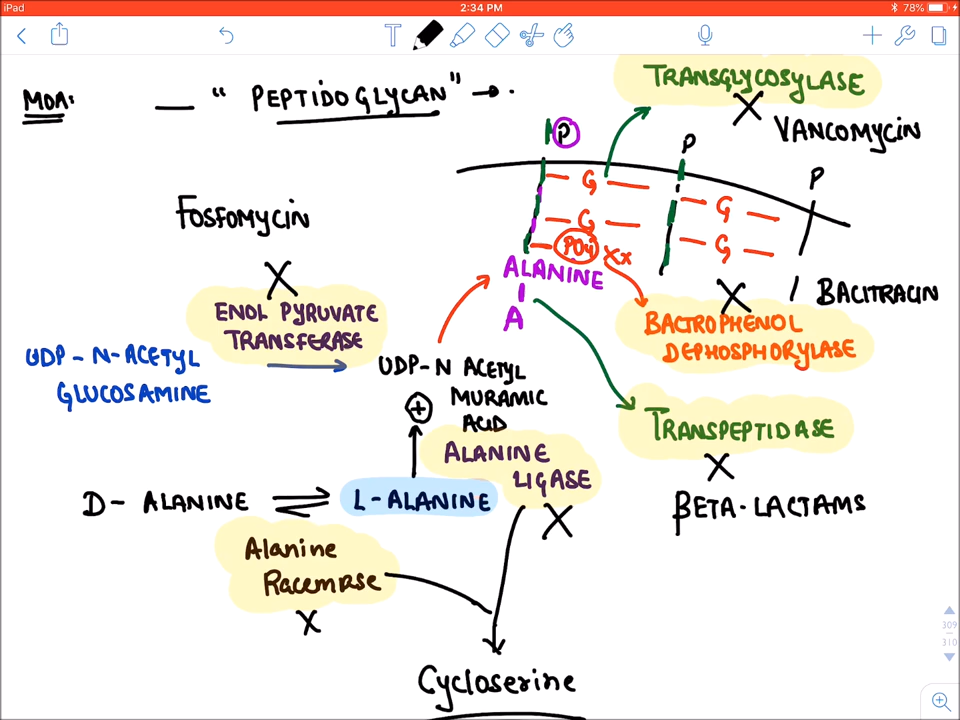 iPad
2:34 PM
78%
T
MOA: — " PEPTIDOGLYCAN" → .
TRANSGLYCOSYLASE
X
VANCOMYCIN
P
P
P
G
G
G
G
PO4
Xx
FOSFOMYCIN
X
ENOL PYRUVATE
TRANSFERASE
ALANINE
A
X
BACITRACIN
BACTROPHENOL
DEPHOSPHORYLASE
UDP-N-ACETYL
GLUCOSAMINE
UDP-N ACETYL
MURAMIC
ACID
+
TRANSPEPTIDASE
X
BETA-LACTAMS
ALANINE
LIGASE
X
D- ALANINE
L-ALANINE
Alanine
Racemase
X
Cycloserine
309
310